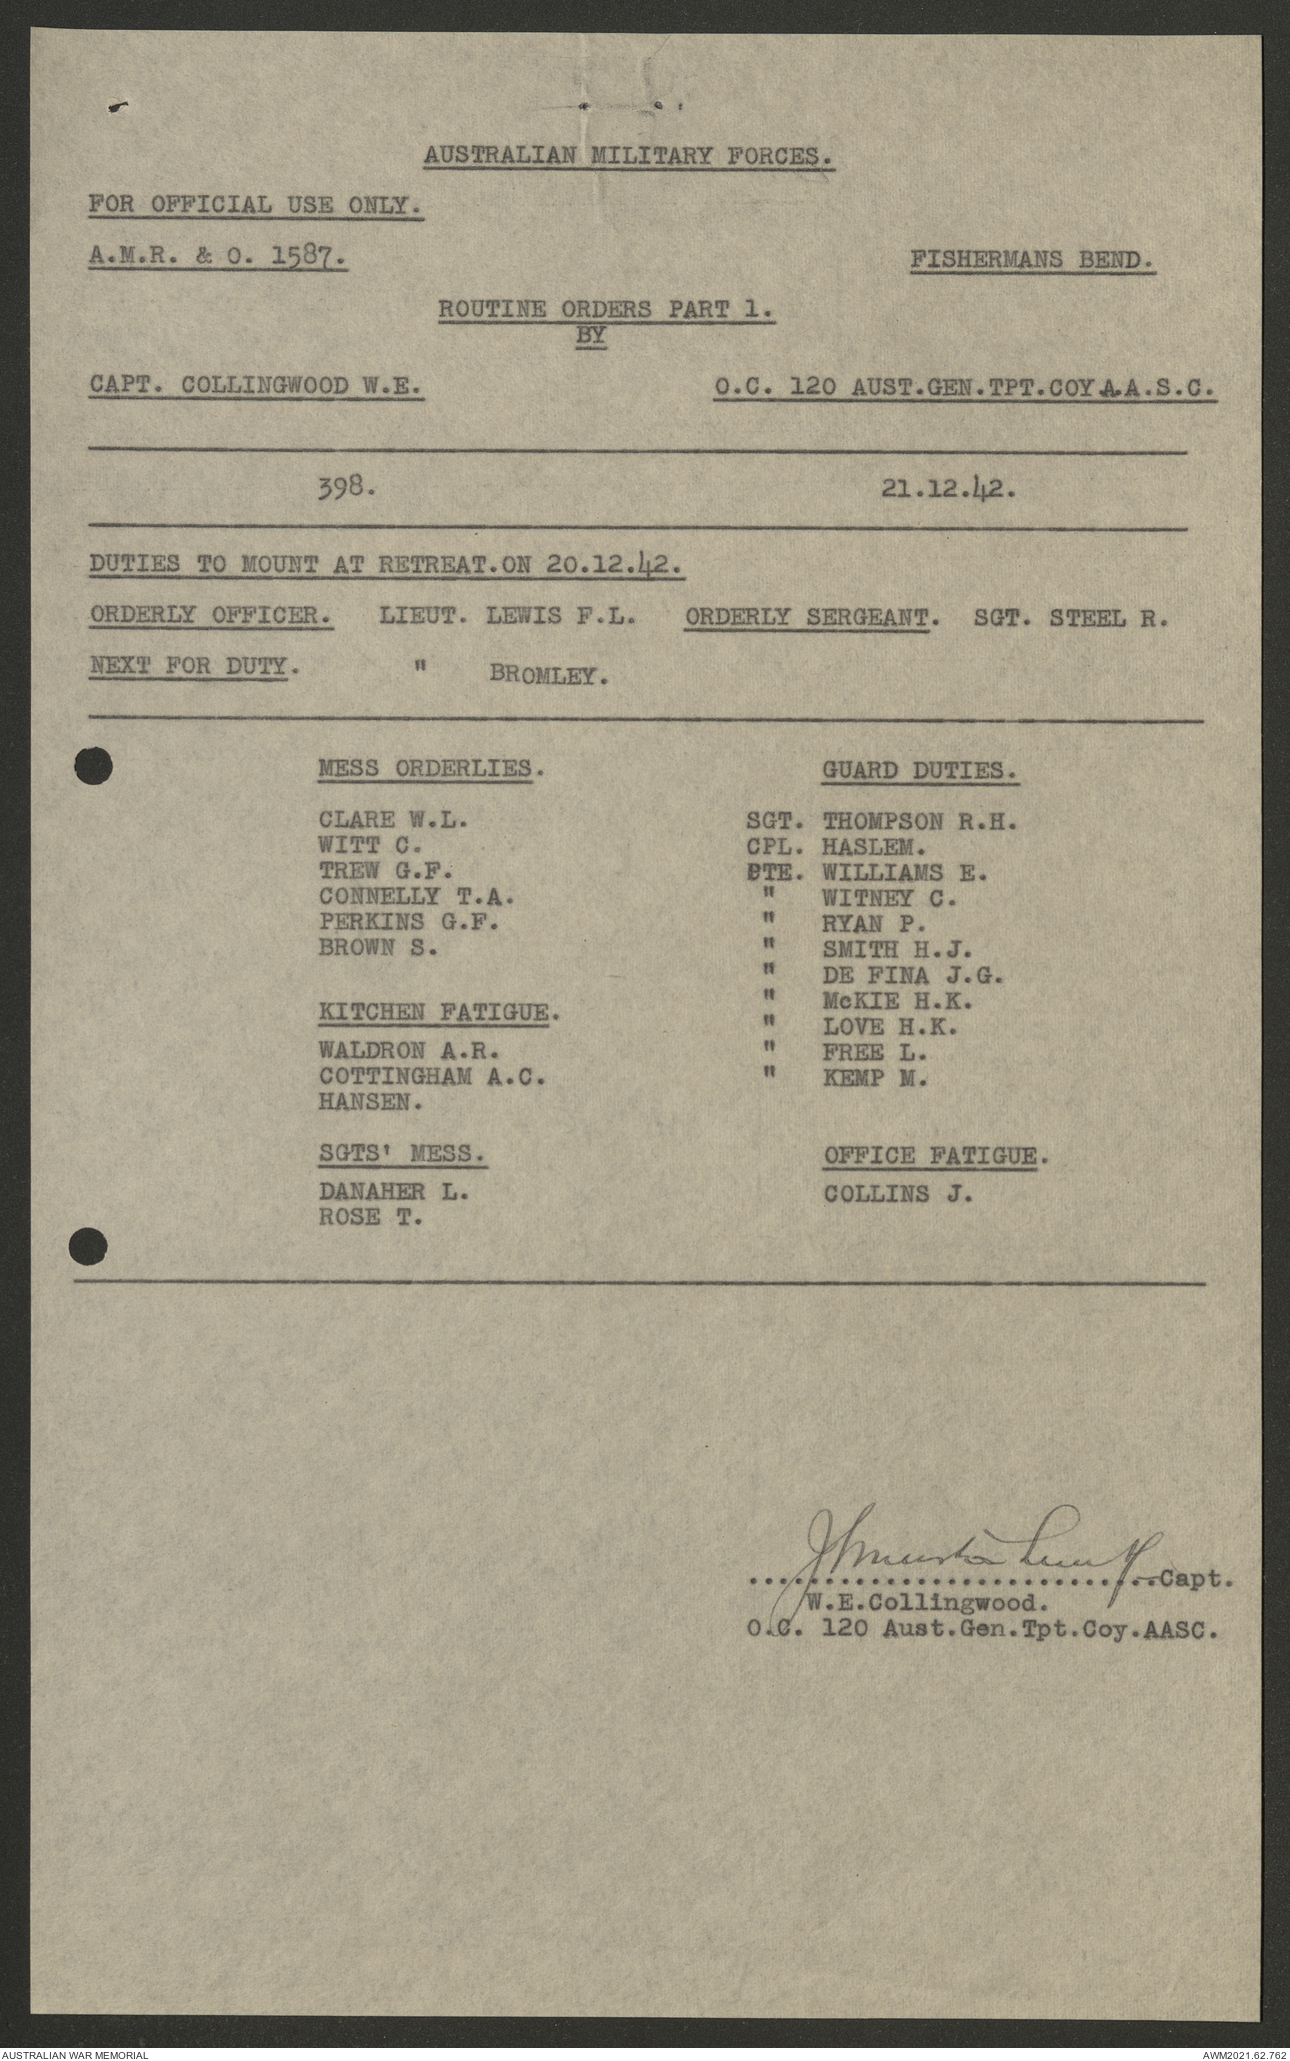 AUSTRALIAN MILITARY FORCES.
FOR OFFICIAL USE ONLY.
A.M.R. & O. 1587. FISHERMANS BEND.
ROUTINE ORDERS PART 1.
BY
CAPT. COLLINGWOOD W.E. O.C. 120 AUST.GEN.TPT.COY.A.A.S.C.
398. 21.12.42.
DUTIES TO MOUNT AT RETREAT.ON 20.12.42.
ORDERLY OFFICER. LIEUT. LEWIS F.L. ORDERLY SERGEANT. SGT. STEEL R.
NEXT FOR DUTY. " BROMLEY.
MESS ORDERLIES.
CLARE W.L.
WITT C.
TREW G.F.
CONNELLY T.A.
PERKINS G.F.
BROWN S.
KITCHEN FATIGUE.
WALDRON A.R.
COTTINGHAM A.C.
HANSEN.
SGTS' MESS.
DANAHER L.
ROSE T.
GUARD DUTIES.
SGT. THOMPSON R.H.
CPL. HASLEM.
PTE. WILLIAMS E.
" WITNEY C.
" RYAN P.
" SMITH H.J.
" DE FINA J.G.
" McKIE H.K.
" LOVE H.K.
" FREE L.
" KEMP M.
OFFICE FATIGUE.
COLLINS J.
...........................Capt.
W.E.Collingwood.
O.C. 120 Aust.Gen.Tpt.Coy.AASC.
AUSTRALIAN WAR MEMORIAL AWM2021.62.762